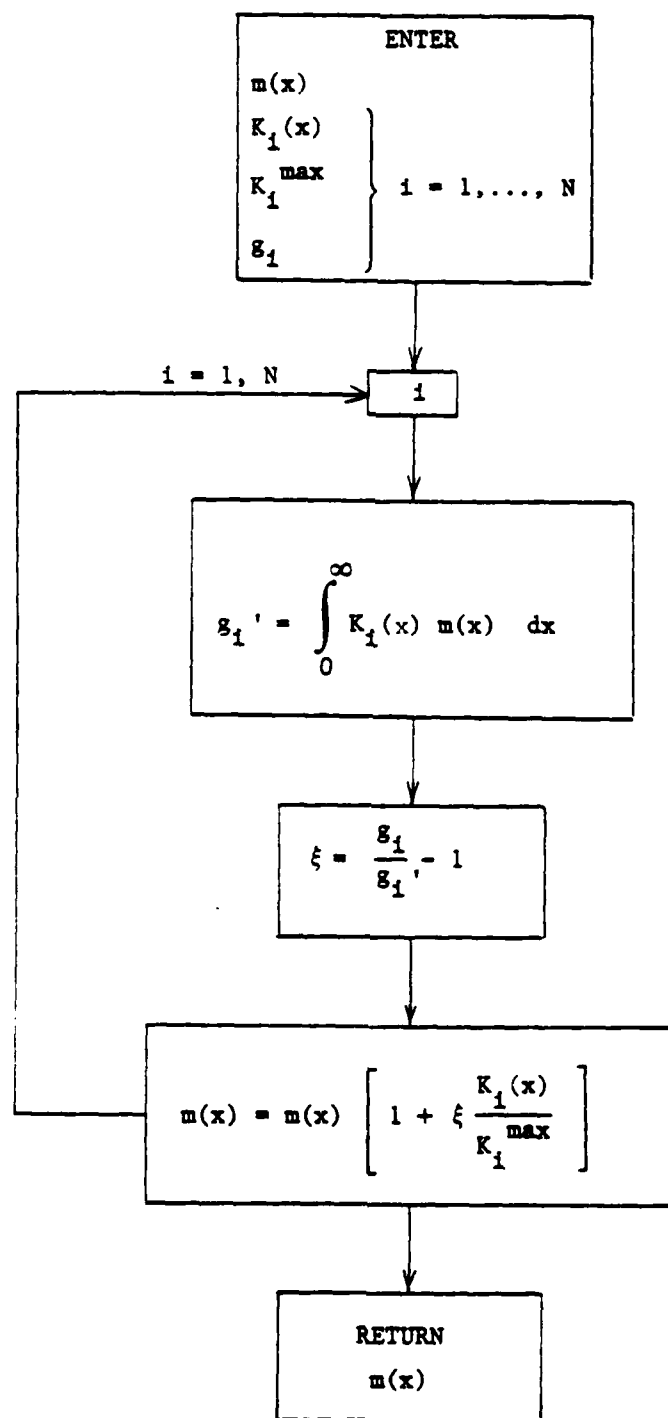 ENTER
m(x)
K_i(x)
K_i^max } i = 1,..., N
g_i
i = 1, N
i
g_i' = ∫_0^∞ K_i(x) m(x) dx
ξ = g_i / g_i' - 1
m(x) = m(x) [ 1 + ξ K_i(x) / K_i^max ]
RETURN
m(x)